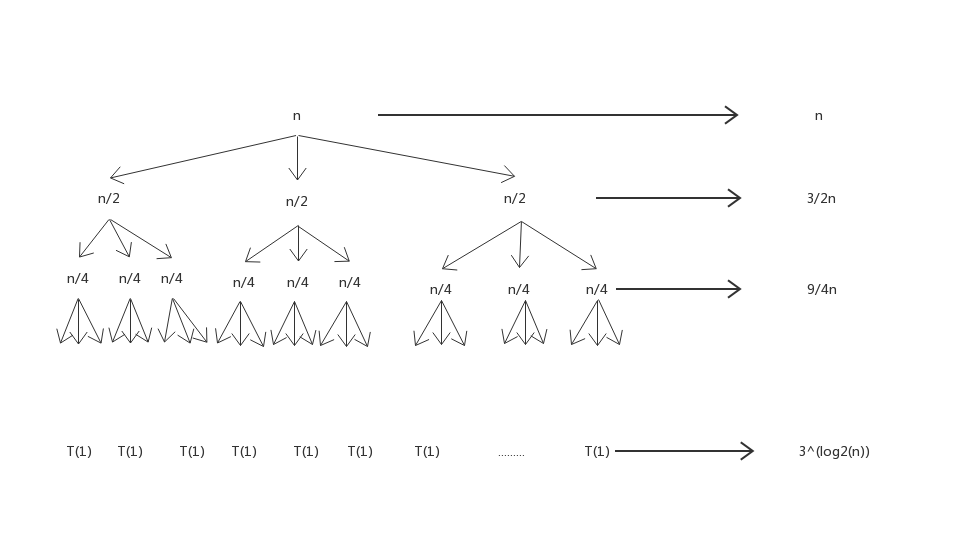 n n
n/2 n/2 n/2 3/2n
n/4 n/4 n/4 n/4 n/4 n/4 n/4 n/4 n/4 9/4n
T(1) T(1) T(1) T(1) T(1) T(1) T(1) ......... T(1) 3^(log2(n))